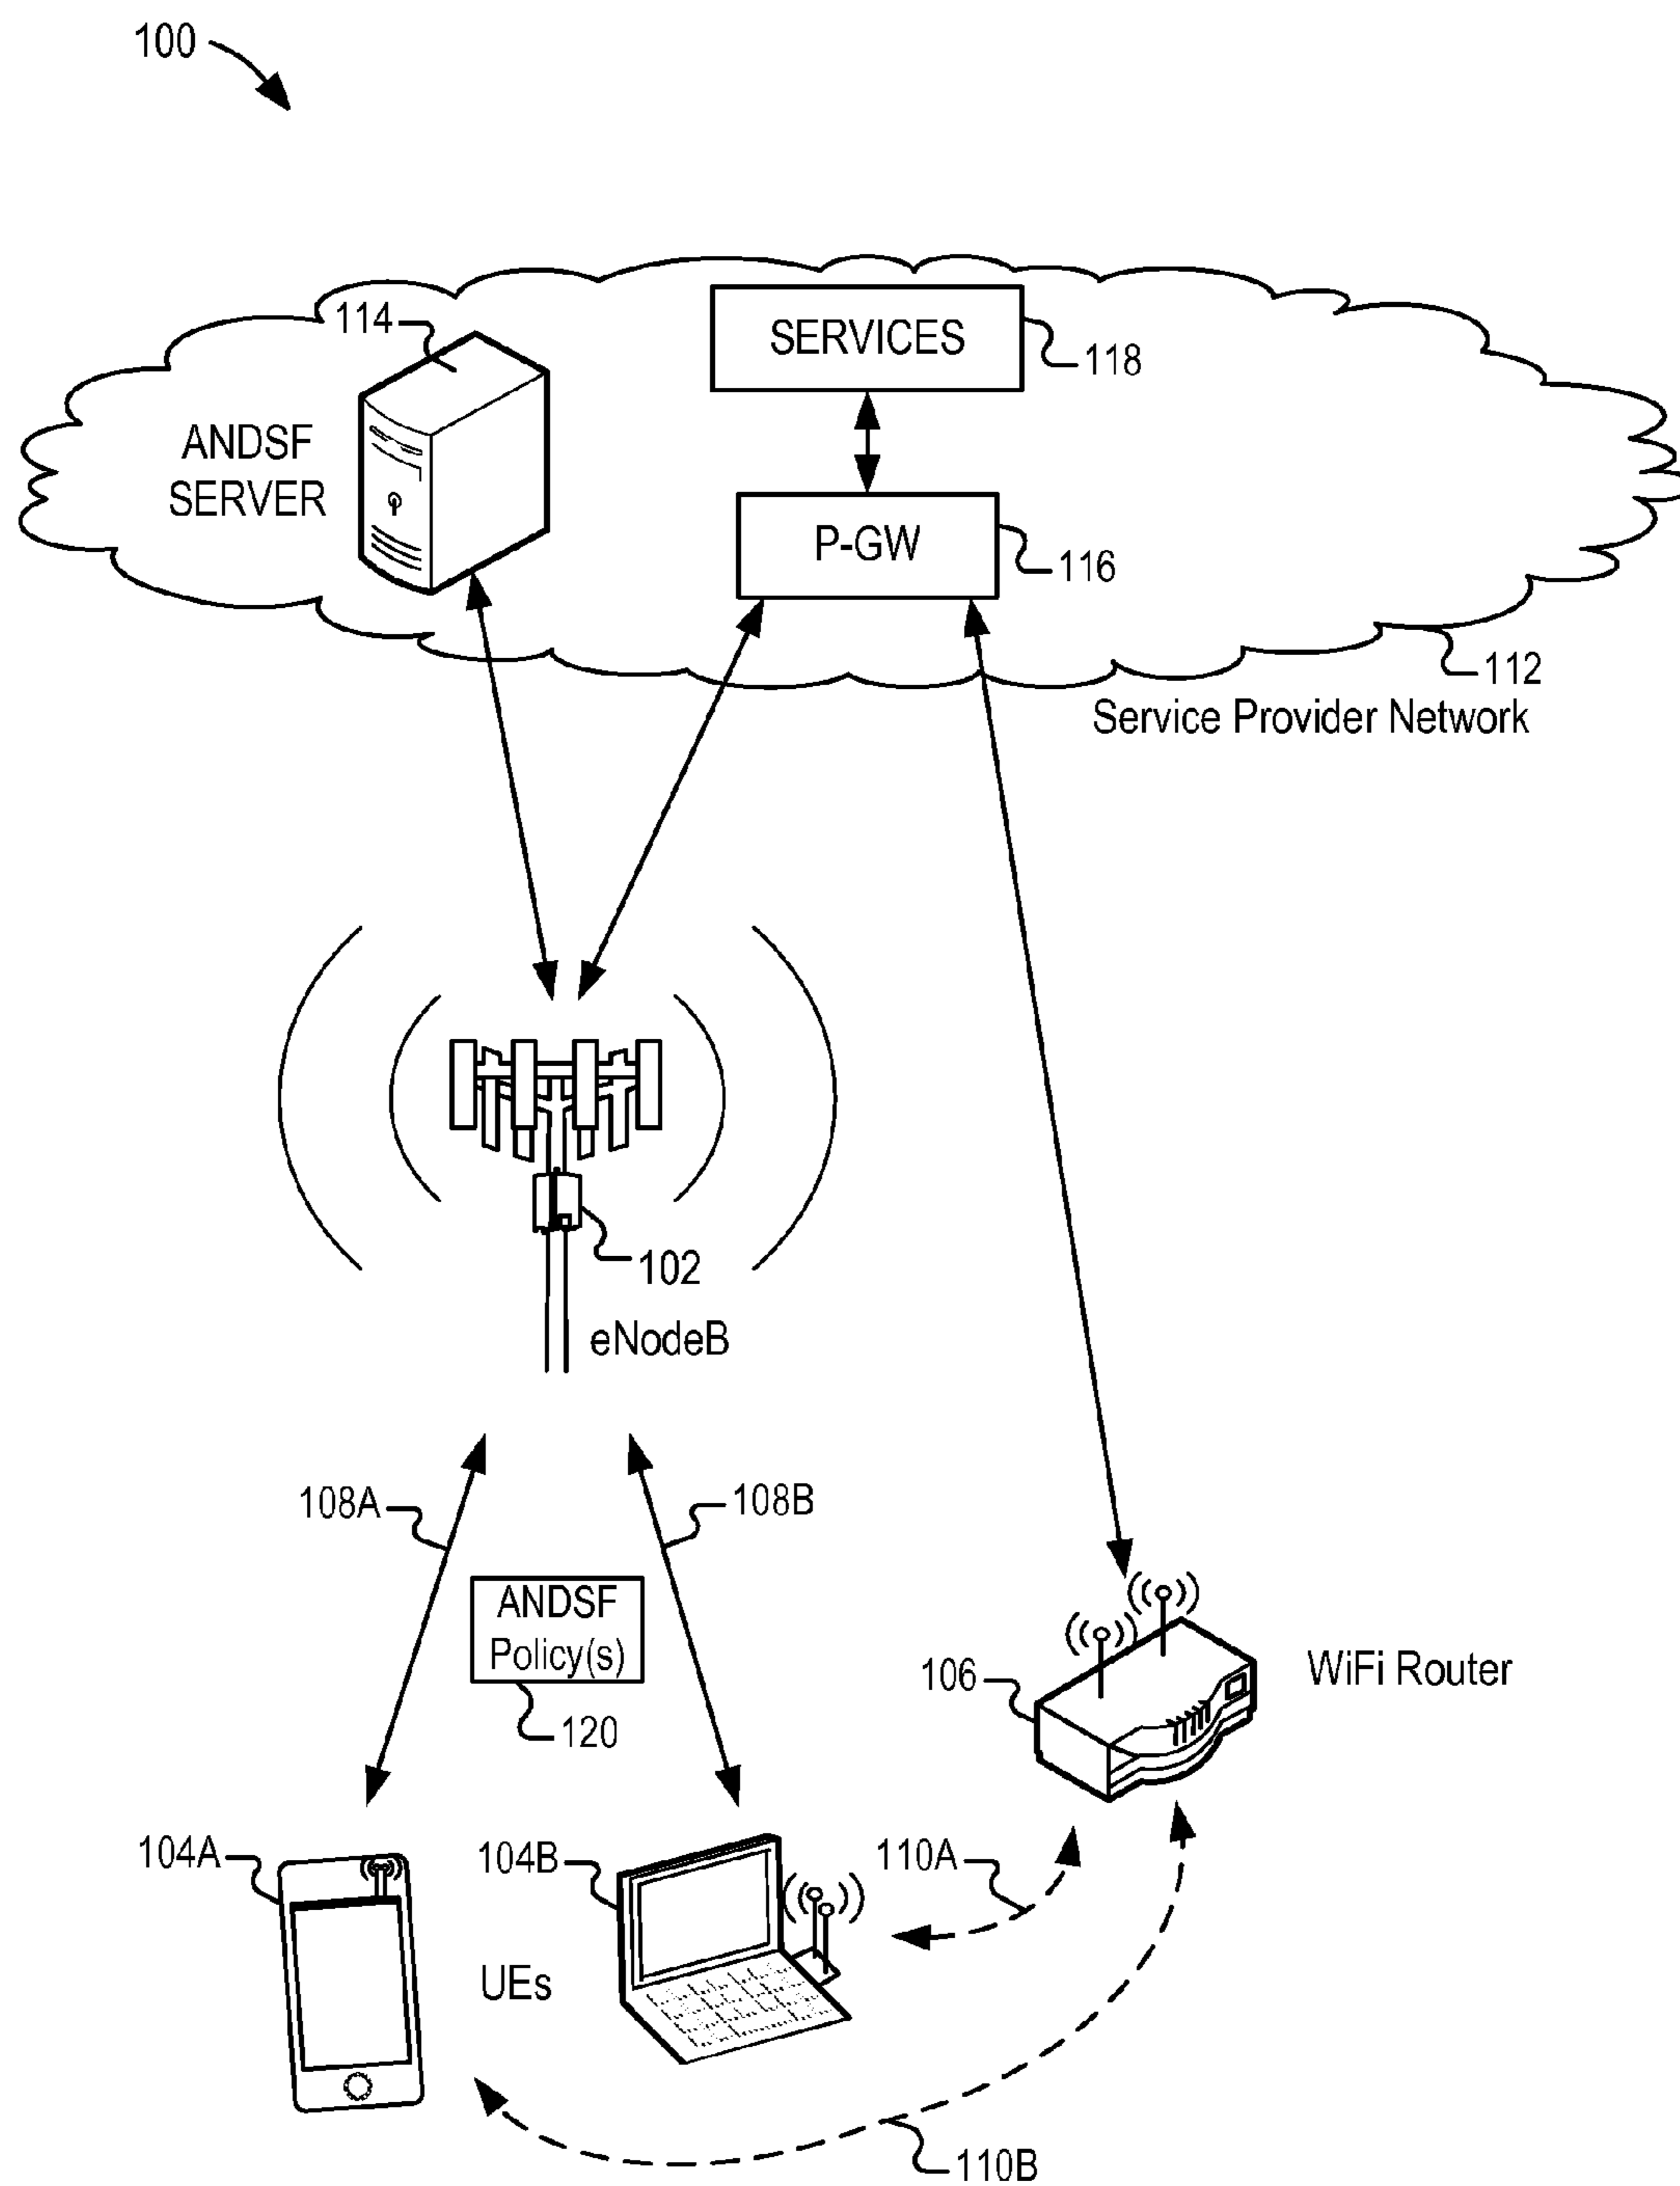 100
114
SERVICES
118
ANDSF
SERVER
P-GW
116
112
Service Provider Network
102
eNodeB
108A
108B
ANDSF
Policy(s)
120
106
WiFi Router
104A
104B
110A
UEs
110B